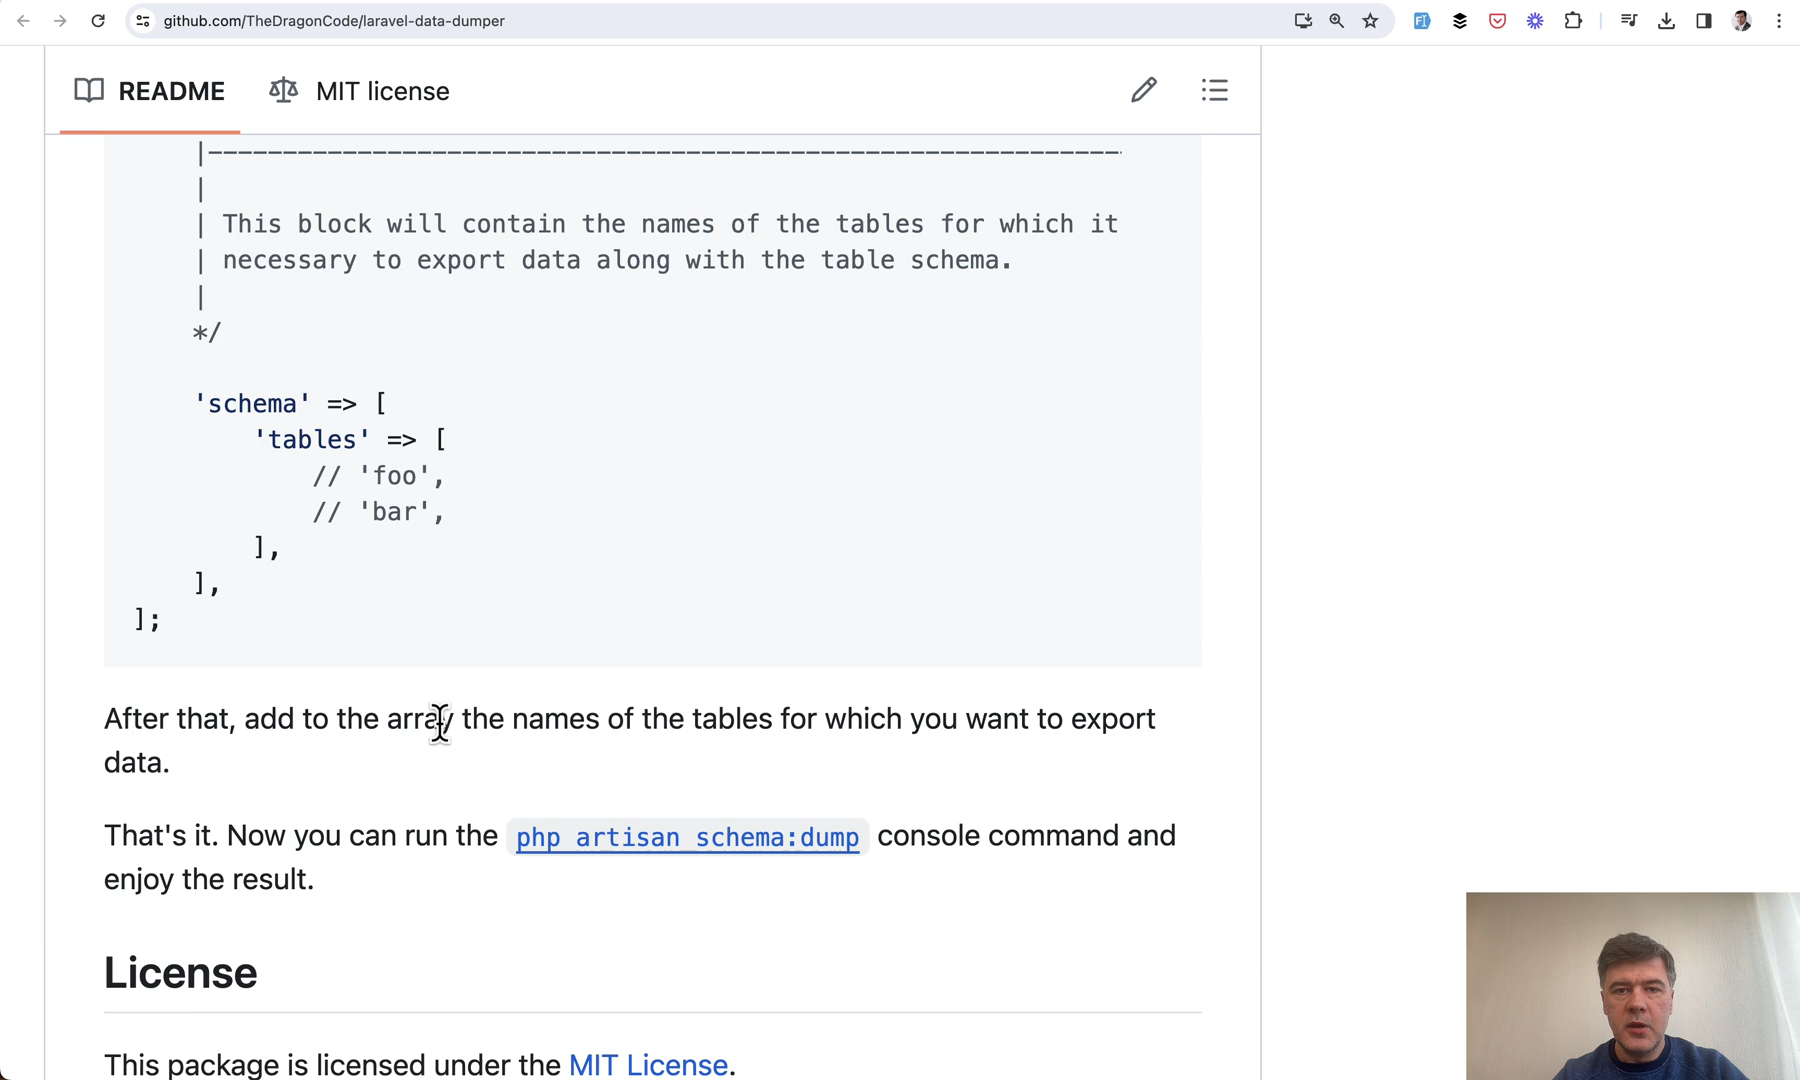 github.com/TheDragonCode/laravel-data-dumper
README
MIT license
|-------------------------------------------------------------
|
| This block will contain the names of the tables for which it
| necessary to export data along with the table schema.
|
*/
'schema' => [
'tables' => [
// 'foo',
// 'bar',
],
],
];
After that, add to the array the names of the tables for which you want to export
data.
That's it. Now you can run the php artisan schema:dump console command and
enjoy the result.
License
This package is licensed under the MIT License.